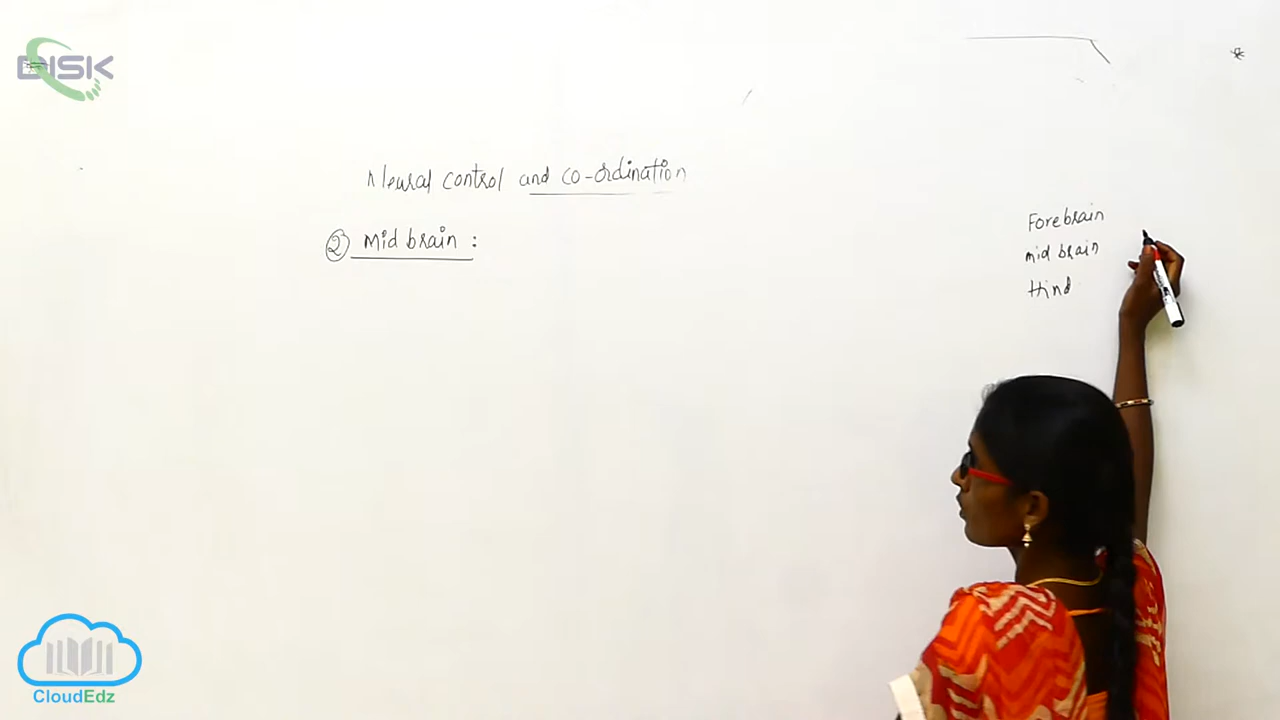 DISK
Neural control and co-ordination
② Mid brain :
Forebrain
mid brain
Hind
CloudEdz